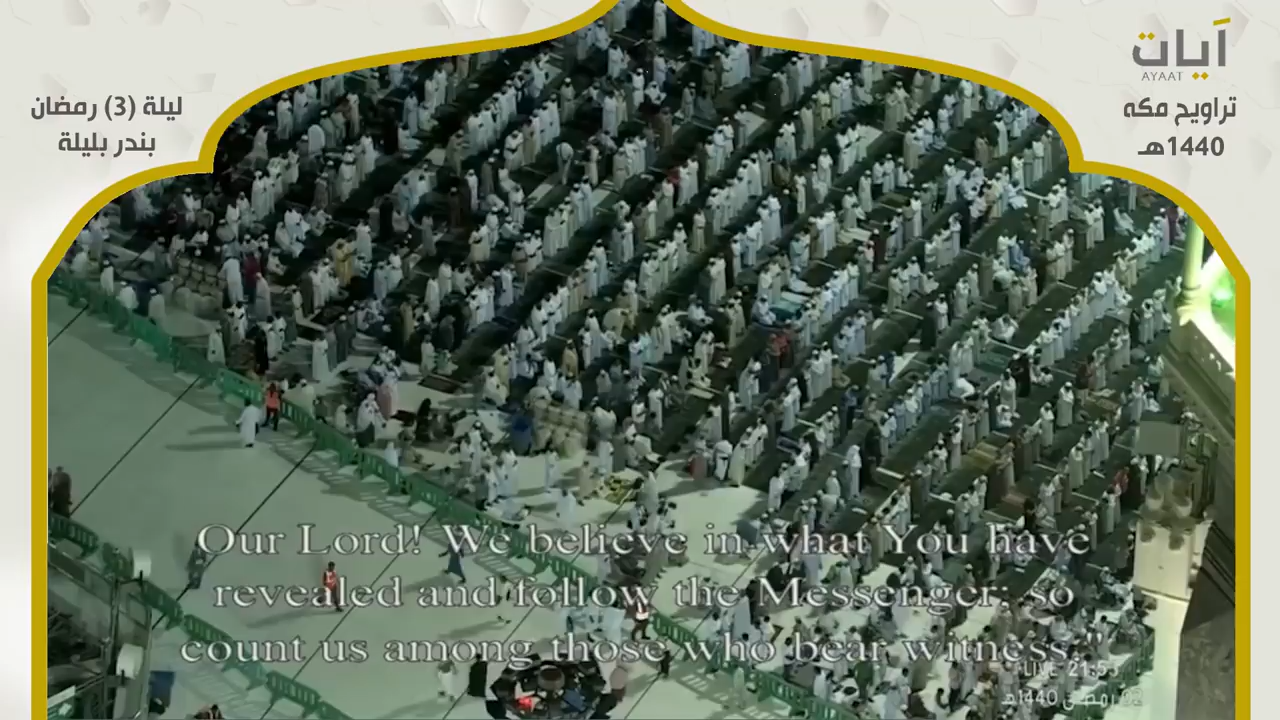 آيات
AYAAT
تراويح مكه
1440هـ
ليلة (3) رمضان
بندر بليلة
Our Lord! We believe in what You have
revealed and follow the Messenger; so
count us among those who bear witness."
LIVE 21:55
02 رمضان 1440هـ